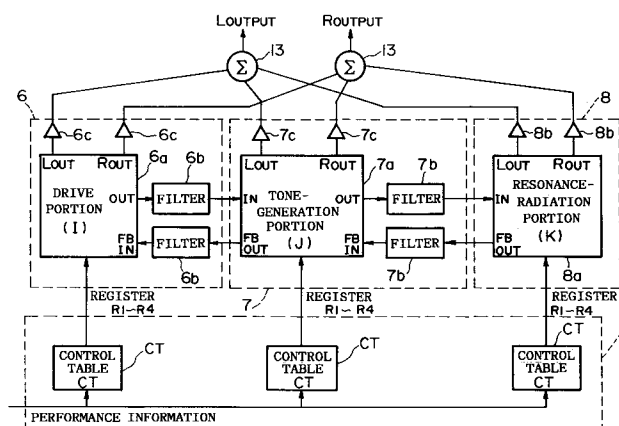 LOUTPUT ROUTPUT
13 13
Σ Σ
6 8
6c 6c 7c 7c 8b 8b
LOUT ROUT 6a
DRIVE PORTION (I)
OUT
FB IN
6b
FILTER
FILTER
6b
LOUT ROUT 7a
IN
TONE-GENERATION PORTION (J)
OUT
FB OUT
FB IN
7b
FILTER
FILTER
7b
LOUT ROUT
IN
RESONANCE-RADIATION PORTION (K)
FB OUT
8a
7
REGISTER R1~R4
REGISTER R1~R4
REGISTER R1~R4
CT CT CT
CONTROL TABLE CT
CONTROL TABLE CT
CONTROL TABLE CT
PERFORMANCE INFORMATION